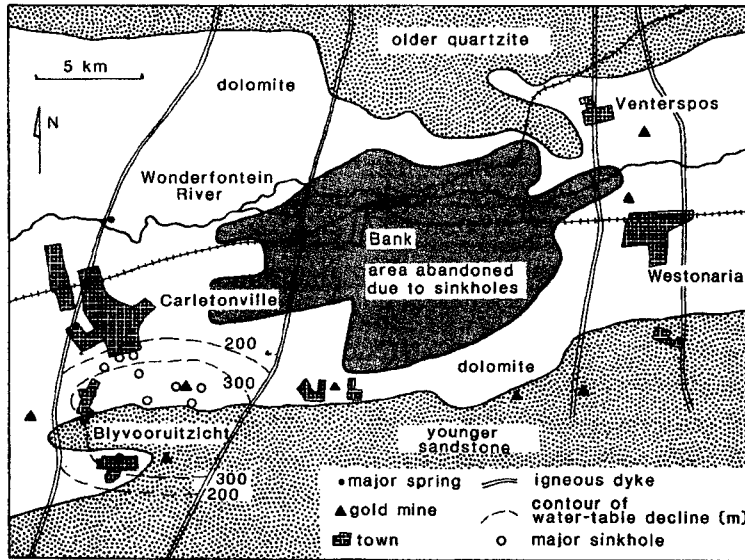 older quartzite
5 km
dolomite
Venterspos
N
Wonderfontein
River
Bank
area abandoned
due to sinkholes
Westonaria
Carletonville
200
300
dolomite
Blyvooruitzicht
younger
sandstone
300
200
major spring
igneous dyke
gold mine
contour of
water-table decline (m)
town
major sinkhole